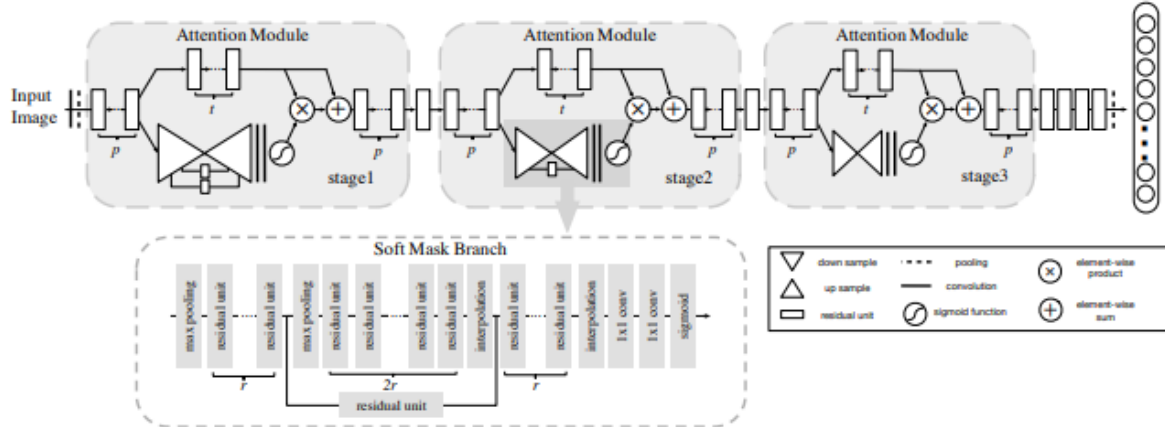 Attention Module
Attention Module
Attention Module
Input
Image
t
t
t
p
p
p
p
p
p
stage1
stage2
stage3
Soft Mask Branch
max pooling
residual unit
residual unit
max pooling
residual unit
residual unit
residual unit
residual unit
interpolation
residual unit
residual unit
interpolation
1x1 conv
1x1 conv
sigmoid
r
2r
r
residual unit
down sample
pooling
element-wise
product
up sample
convolution
residual unit
sigmoid function
element-wise
sum